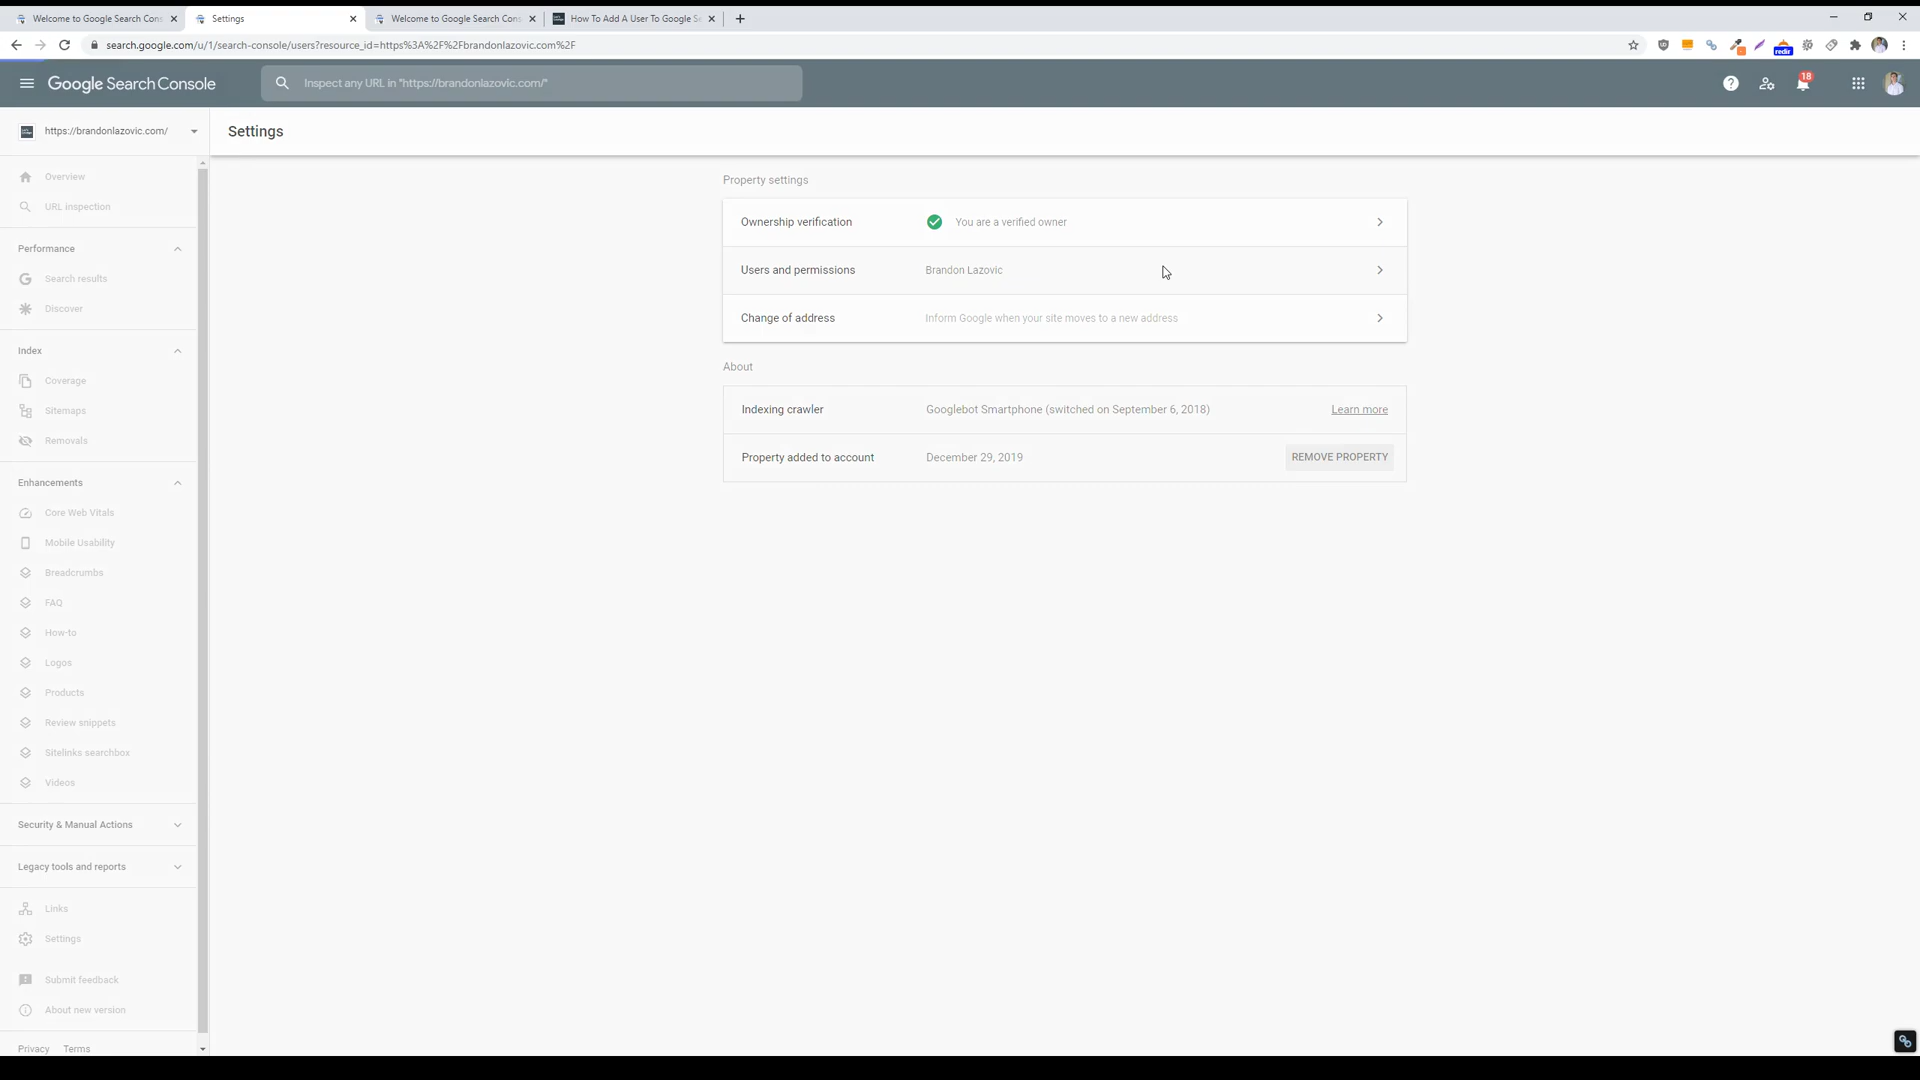 Welcome to Google Search Cons
Settings
Welcome to Google Search Cons
How To Add A User To Google Se
search.google.com/u/1/search-console/users?resource_id=https%3A%2F%2Fbrandonlazovic.com%2F
redir
Google Search Console
Inspect any URL in "https://brandonlazovic.com/"
18
https://brandonlazovic.com/
Settings
Overview
URL inspection
Performance
Search results
Discover
Index
Coverage
Sitemaps
Removals
Enhancements
Core Web Vitals
Mobile Usability
Breadcrumbs
FAQ
How-to
Logos
Products
Review snippets
Sitelinks searchbox
Videos
Security & Manual Actions
Legacy tools and reports
Links
Settings
Submit feedback
About new version
Privacy Terms
Property settings
Ownership verification You are a verified owner
Users and permissions Brandon Lazovic
Change of address Inform Google when your site moves to a new address
About
Indexing crawler Googlebot Smartphone (switched on September 6, 2018) Learn more
Property added to account December 29, 2019 REMOVE PROPERTY